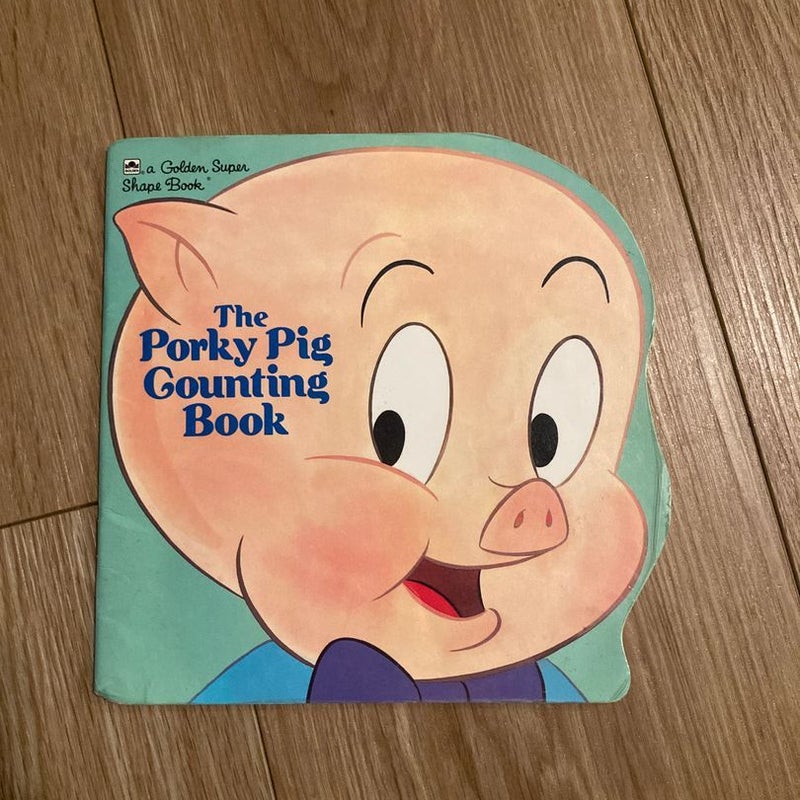 a Golden Super
Shape Book®
The
Porky Pig
Counting
Book